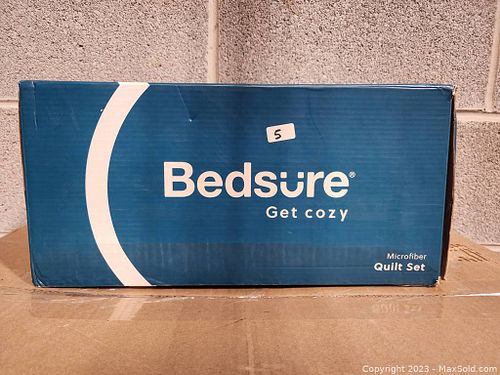 5
Bedsure®
Get cozy
Microfiber
Quilt Set
Copyright 2023 - MaxSold.com